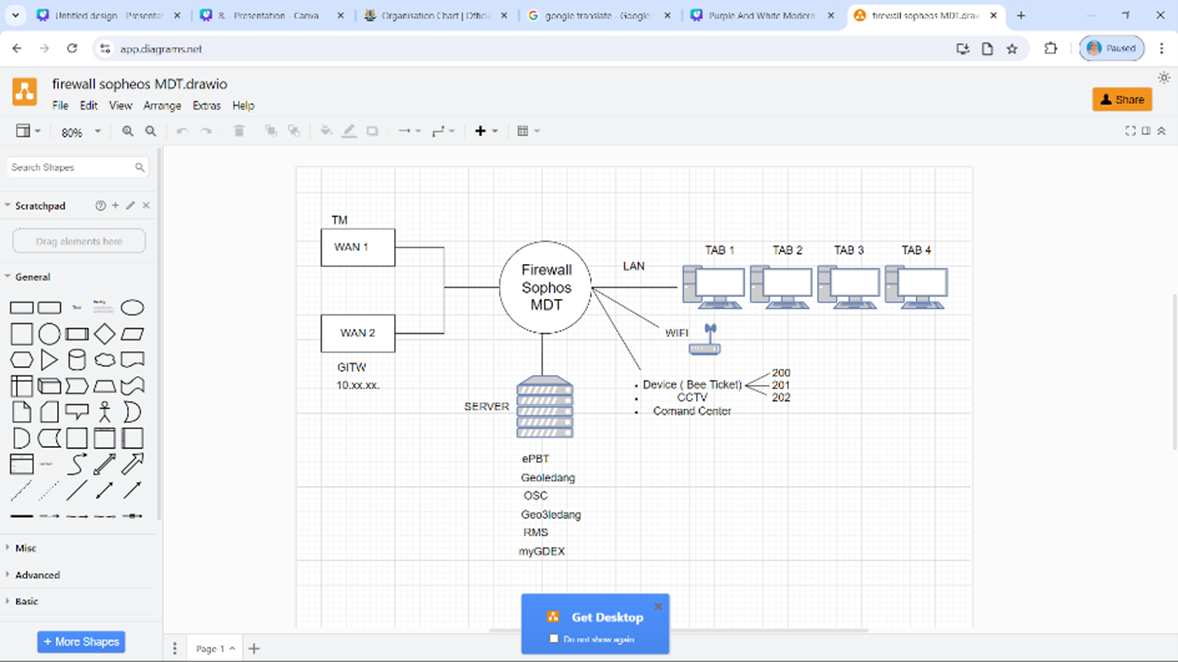 Untitled design - Presentat
8. Presentation - Canva
Organisation Chart | Offici
google translate - Google
Purple And White Modern
firewall sopheos MDT.draw
app.diagrams.net
Paused
firewall sopheos MDT.drawio
File Edit View Arrange Extras Help
Share
80%
Search Shapes
Scratchpad
Drag elements here
General
Text
Misc
Advanced
Basic
+ More Shapes
TM
WAN 1
WAN 2
GITW
10.xx.xx.
Firewall
Sophos
MDT
LAN
TAB 1
TAB 2
TAB 3
TAB 4
WIFI
• Device ( Bee Ticket)
• CCTV
• Comand Center
200
201
202
SERVER
ePBT
Geoledang
OSC
Geo3ledang
RMS
myGDEX
Get Desktop
Do not show again
Page-1